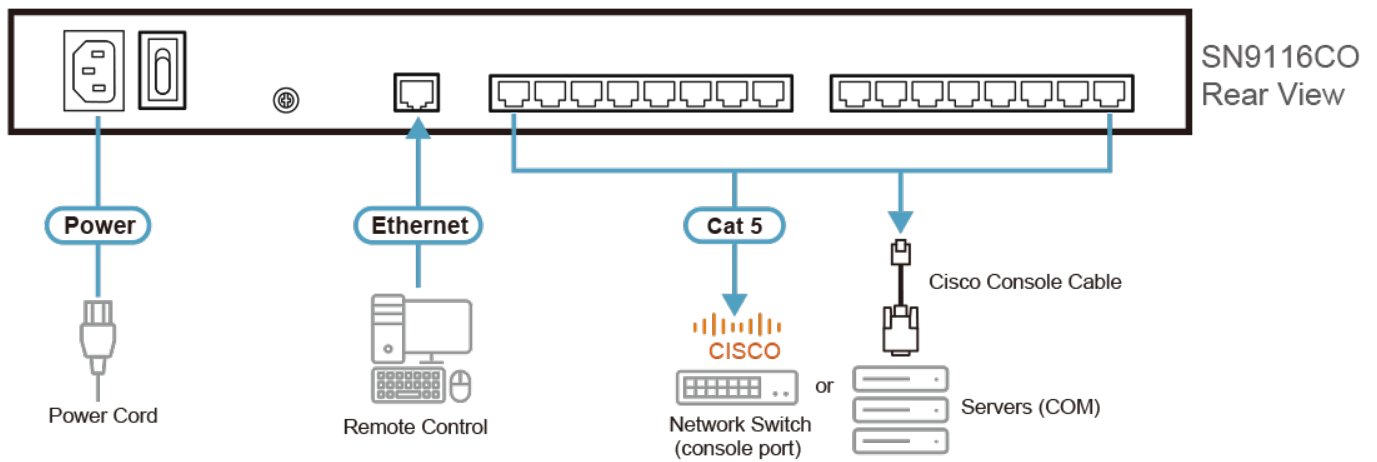 SN9116CO
Rear View
Power
Ethernet
Cat 5
Cisco Console Cable
CISCO
or
Servers (COM)
Power Cord
Remote Control
Network Switch
(console port)